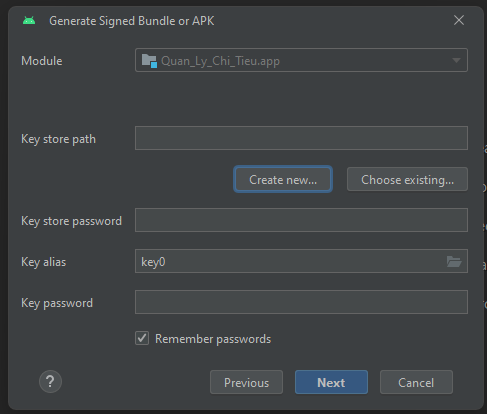 Generate Signed Bundle or APK
Module
Quan_Ly_Chi_Tieu.app
Key store path
Create new...
Choose existing...
Key store password
Key alias
key0
Key password
Remember passwords
?
Previous
Next
Cancel